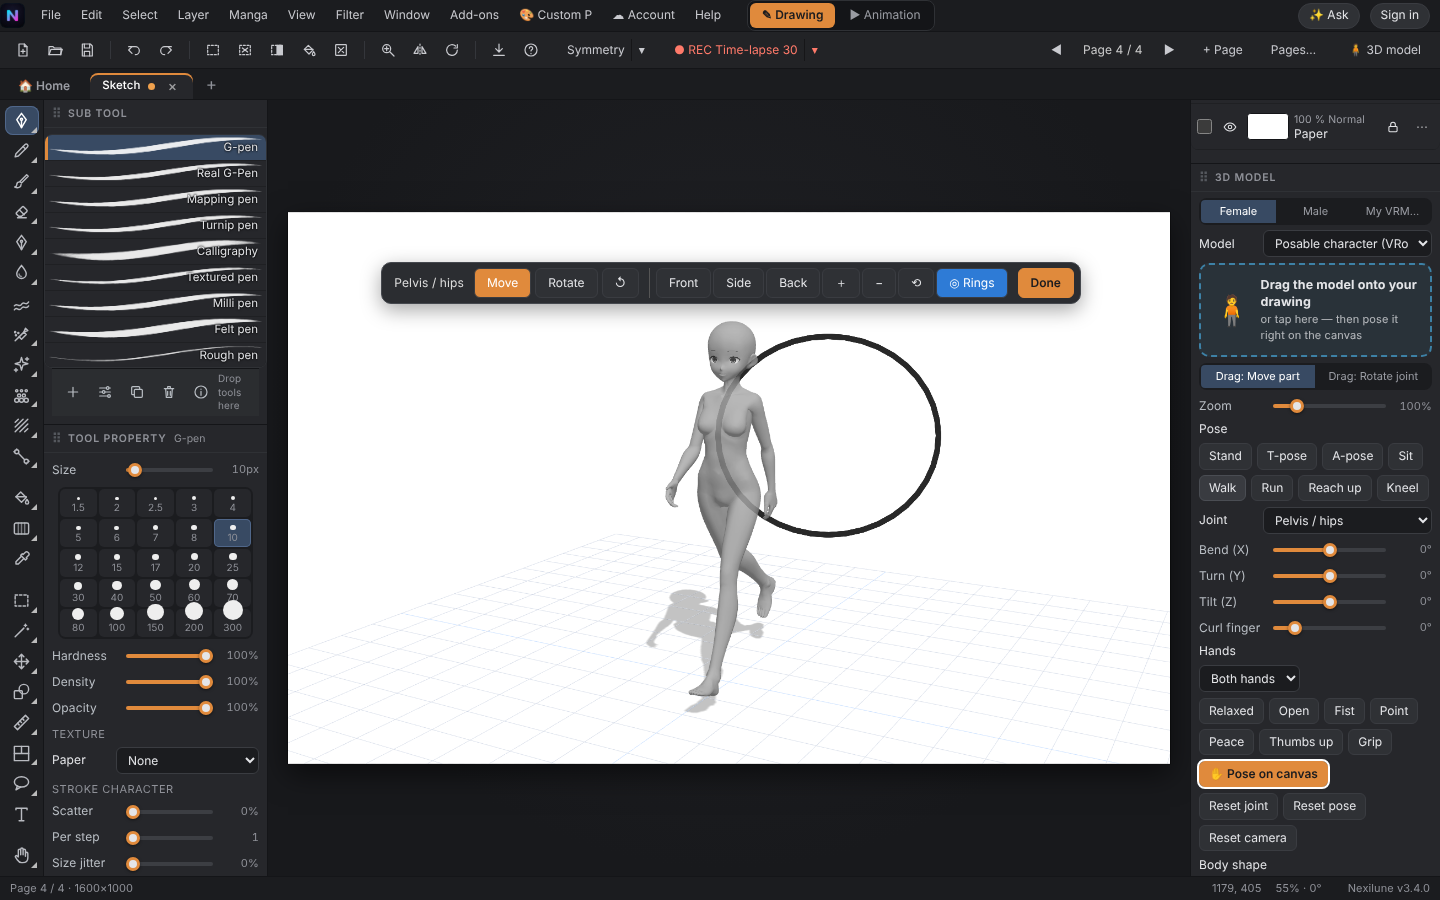 N File Edit Select Layer Manga View Filter Window Add-ons Custom P Account Help Drawing Animation Ask Sign in
Symmetry REC Time-lapse 30 Page 4 / 4 + Page Pages... 3D model
Home Sketch
SUB TOOL
G-pen
Real G-Pen
Mapping pen
Turnip pen
Calligraphy
Textured pen
Milli pen
Felt pen
Rough pen
Drop
tools
here
TOOL PROPERTY G-pen
Size 10px
1.5 2 2.5 3 4
5 6 7 8 10
12 15 17 20 25
30 40 50 60 70
80 100 150 200 300
Hardness 100%
Density 100%
Opacity 100%
TEXTURE
Paper None
STROKE CHARACTER
Scatter 0%
Per step 1
Size jitter 0%
Pelvis / hips Move Rotate Front Side Back + − Rings Done
100 % Normal
Paper
3D MODEL
Female Male My VRM...
Model Posable character (VRo
Drag the model onto your
drawing
or tap here — then pose it
right on the canvas
Drag: Move part Drag: Rotate joint
Zoom 100%
Pose
Stand T-pose A-pose Sit
Walk Run Reach up Kneel
Joint Pelvis / hips
Bend (X) 0°
Turn (Y) 0°
Tilt (Z) 0°
Curl finger 0°
Hands
Both hands
Relaxed Open Fist Point
Peace Thumbs up Grip
Pose on canvas
Reset joint Reset pose
Reset camera
Body shape
Page 4 / 4 · 1600×1000 1179, 405 55% · 0° Nexilune v3.4.0